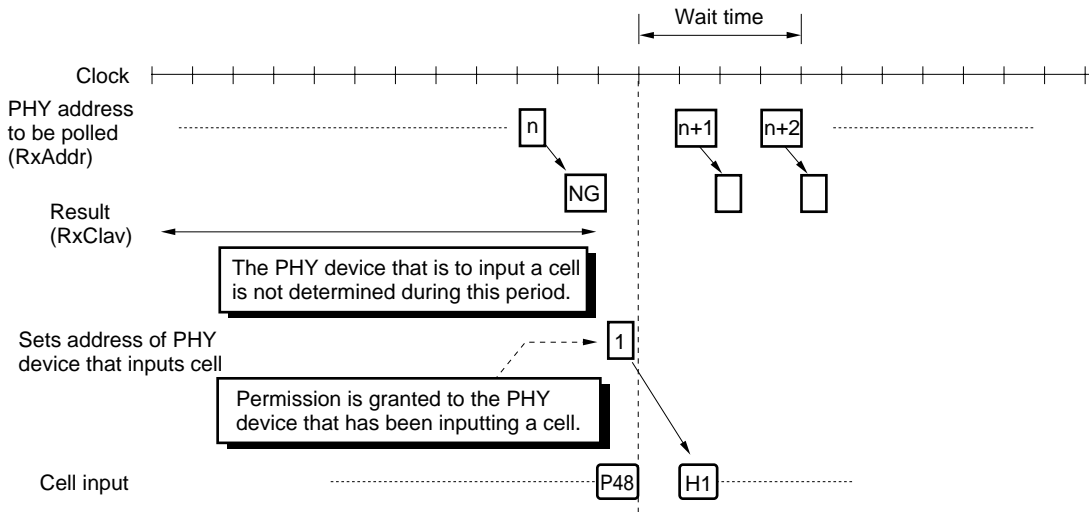 Wait time
Clock
PHY address
to be polled
(RxAddr)
n
n+1
n+2
NG
Result
(RxClav)
The PHY device that is to input a cell
is not determined during this period.
Sets address of PHY
device that inputs cell
1
Permission is granted to the PHY
device that has been inputting a cell.
Cell input
P48
H1